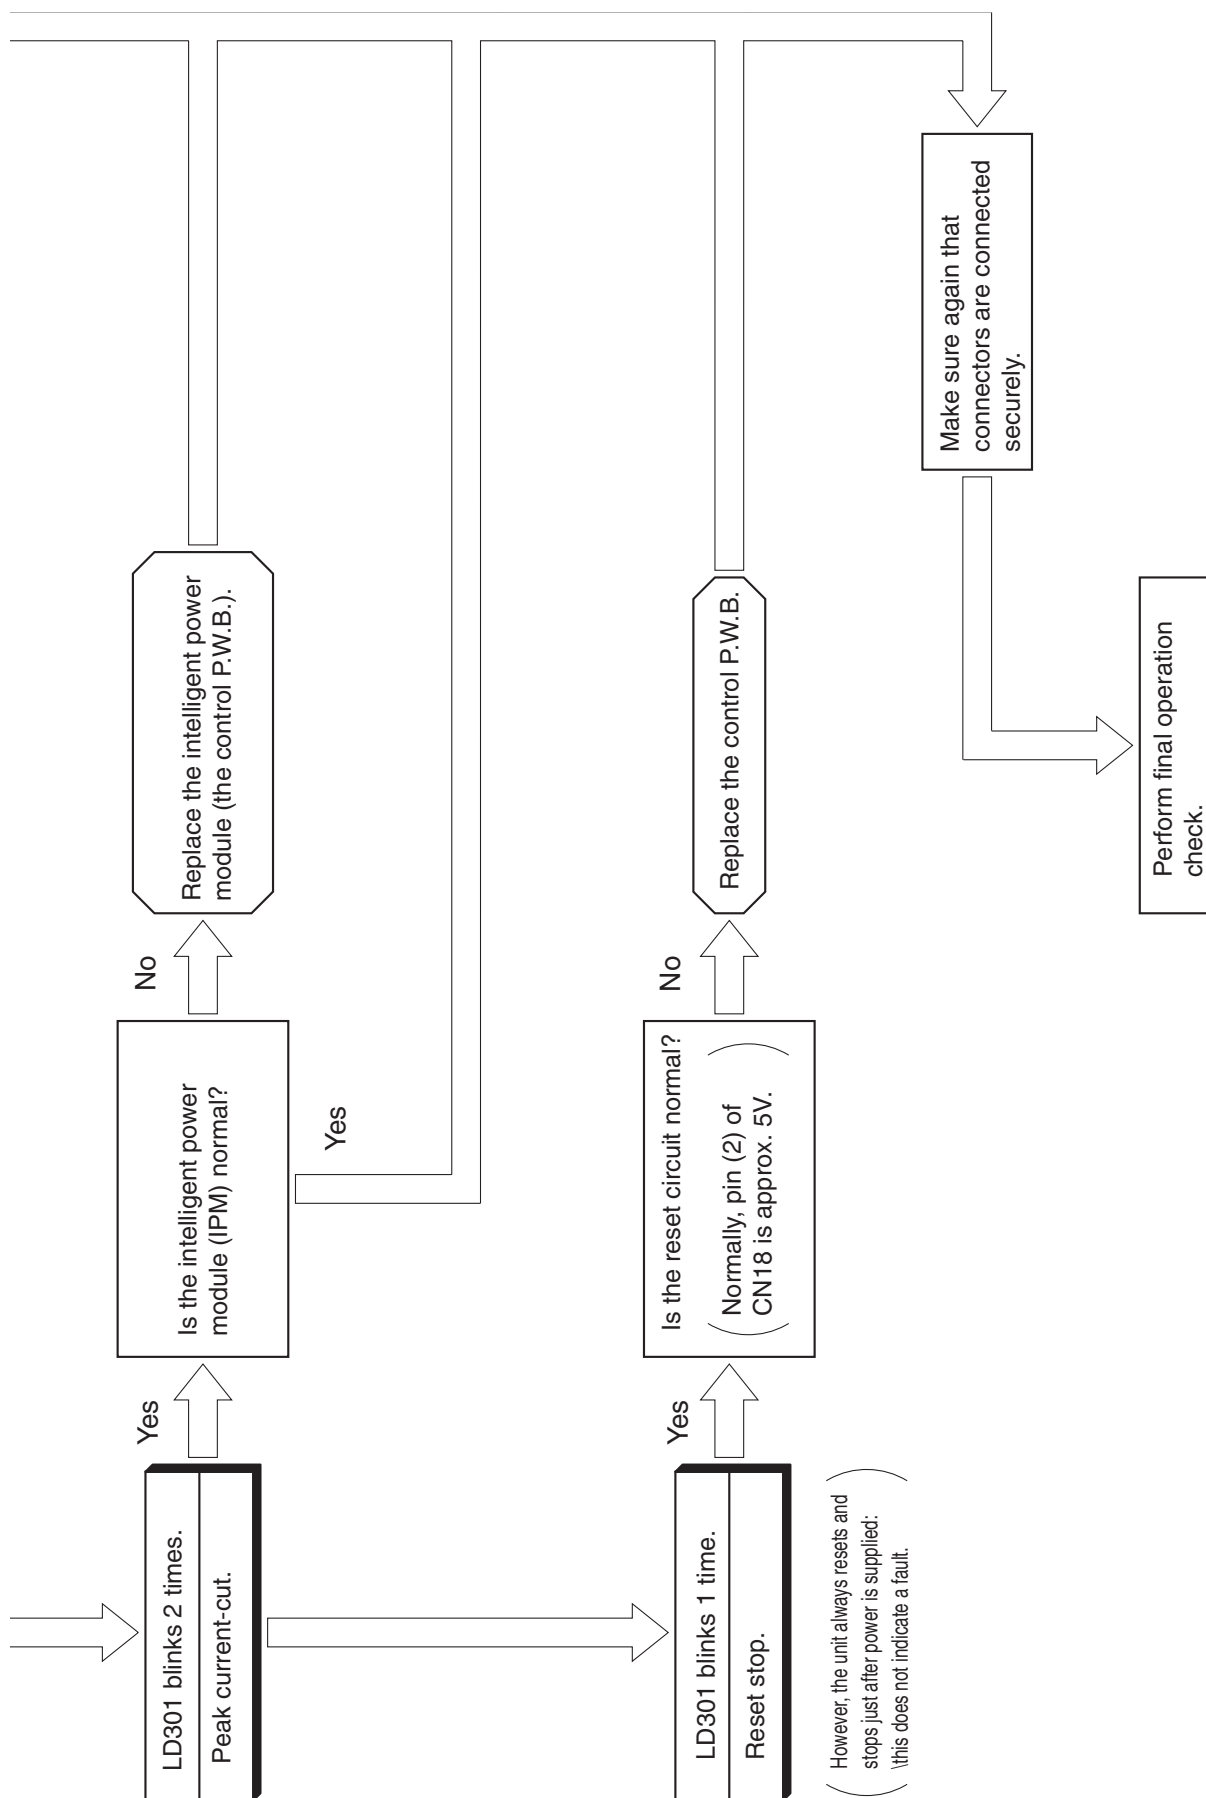 LD301 blinks 2 times.
Peak current-cut.
Yes
Is the intelligent power
module (IPM) normal?
No
Replace the intelligent power
module (the control P.W.B.).
Yes
LD301 blinks 1 time.
Reset stop.
However, the unit always resets and
stops just after power is supplied:
\this does not indicate a fault.
Yes
Is the reset circuit normal?
Normally, pin (2) of
CN18 is approx. 5V.
No
Replace the control P.W.B.
Make sure again that
connectors are connected
securely.
Perform final operation
check.